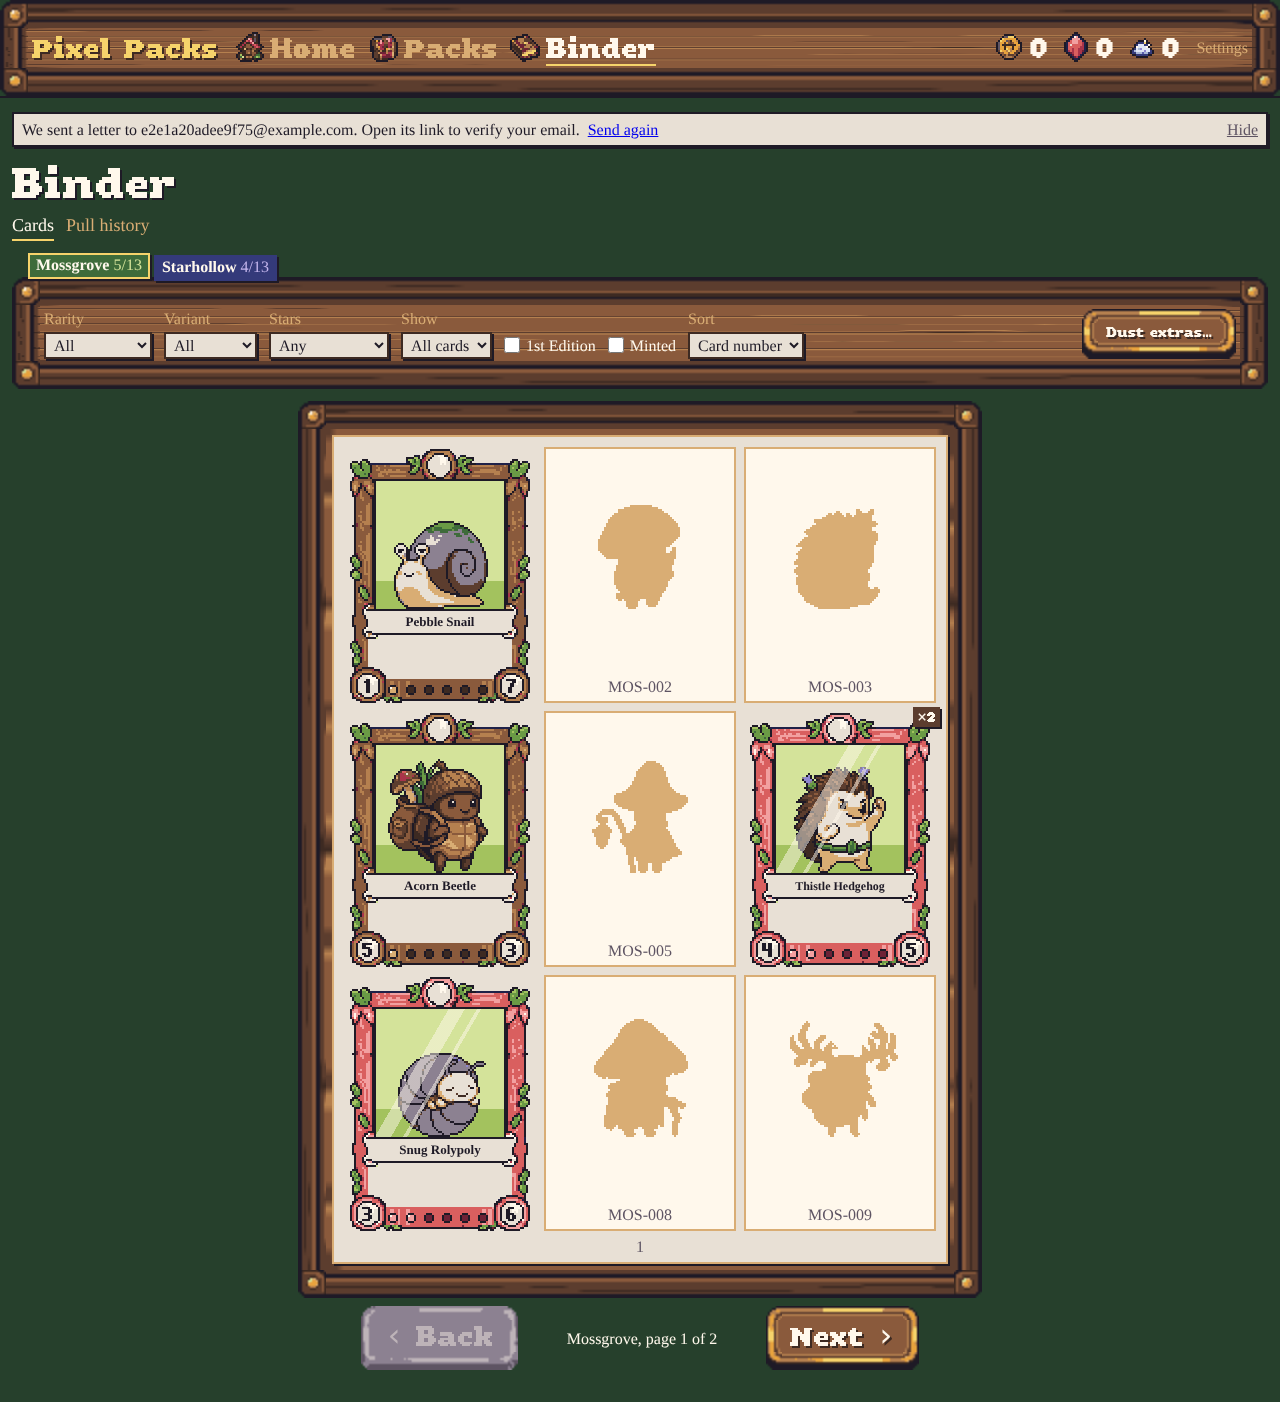 Pixel Packs Home Packs Binder 0 0 0 Settings
We sent a letter to e2e1a20adee9f75@example.com. Open its link to verify your email. Send again Hide
Binder
Cards Pull history
Mossgrove 5/13 Starhollow 4/13
Rarity Variant Stars Show Sort
All All Any All cards 1st Edition Minted Card number Dust extras...
Pebble Snail
1 7
MOS-002
MOS-003
×2
Acorn Beetle
5 3
MOS-005
Thistle Hedgehog
4 5
Snug Rolypoly
3 6
MOS-008
MOS-009
1
‹ Back Mossgrove, page 1 of 2 Next ›